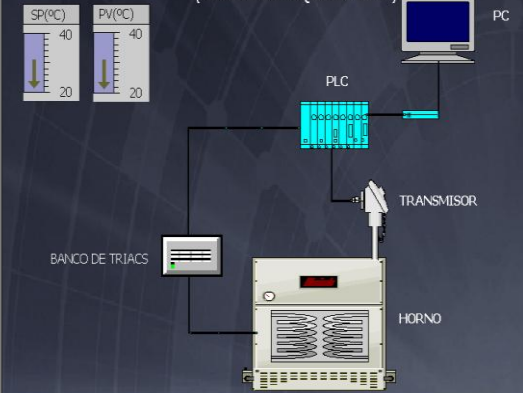 SP(ºC)
PV(ºC)
40
40
20
20
PC
PLC
TRANSMISOR
BANCO DE TRIACS
HORNO